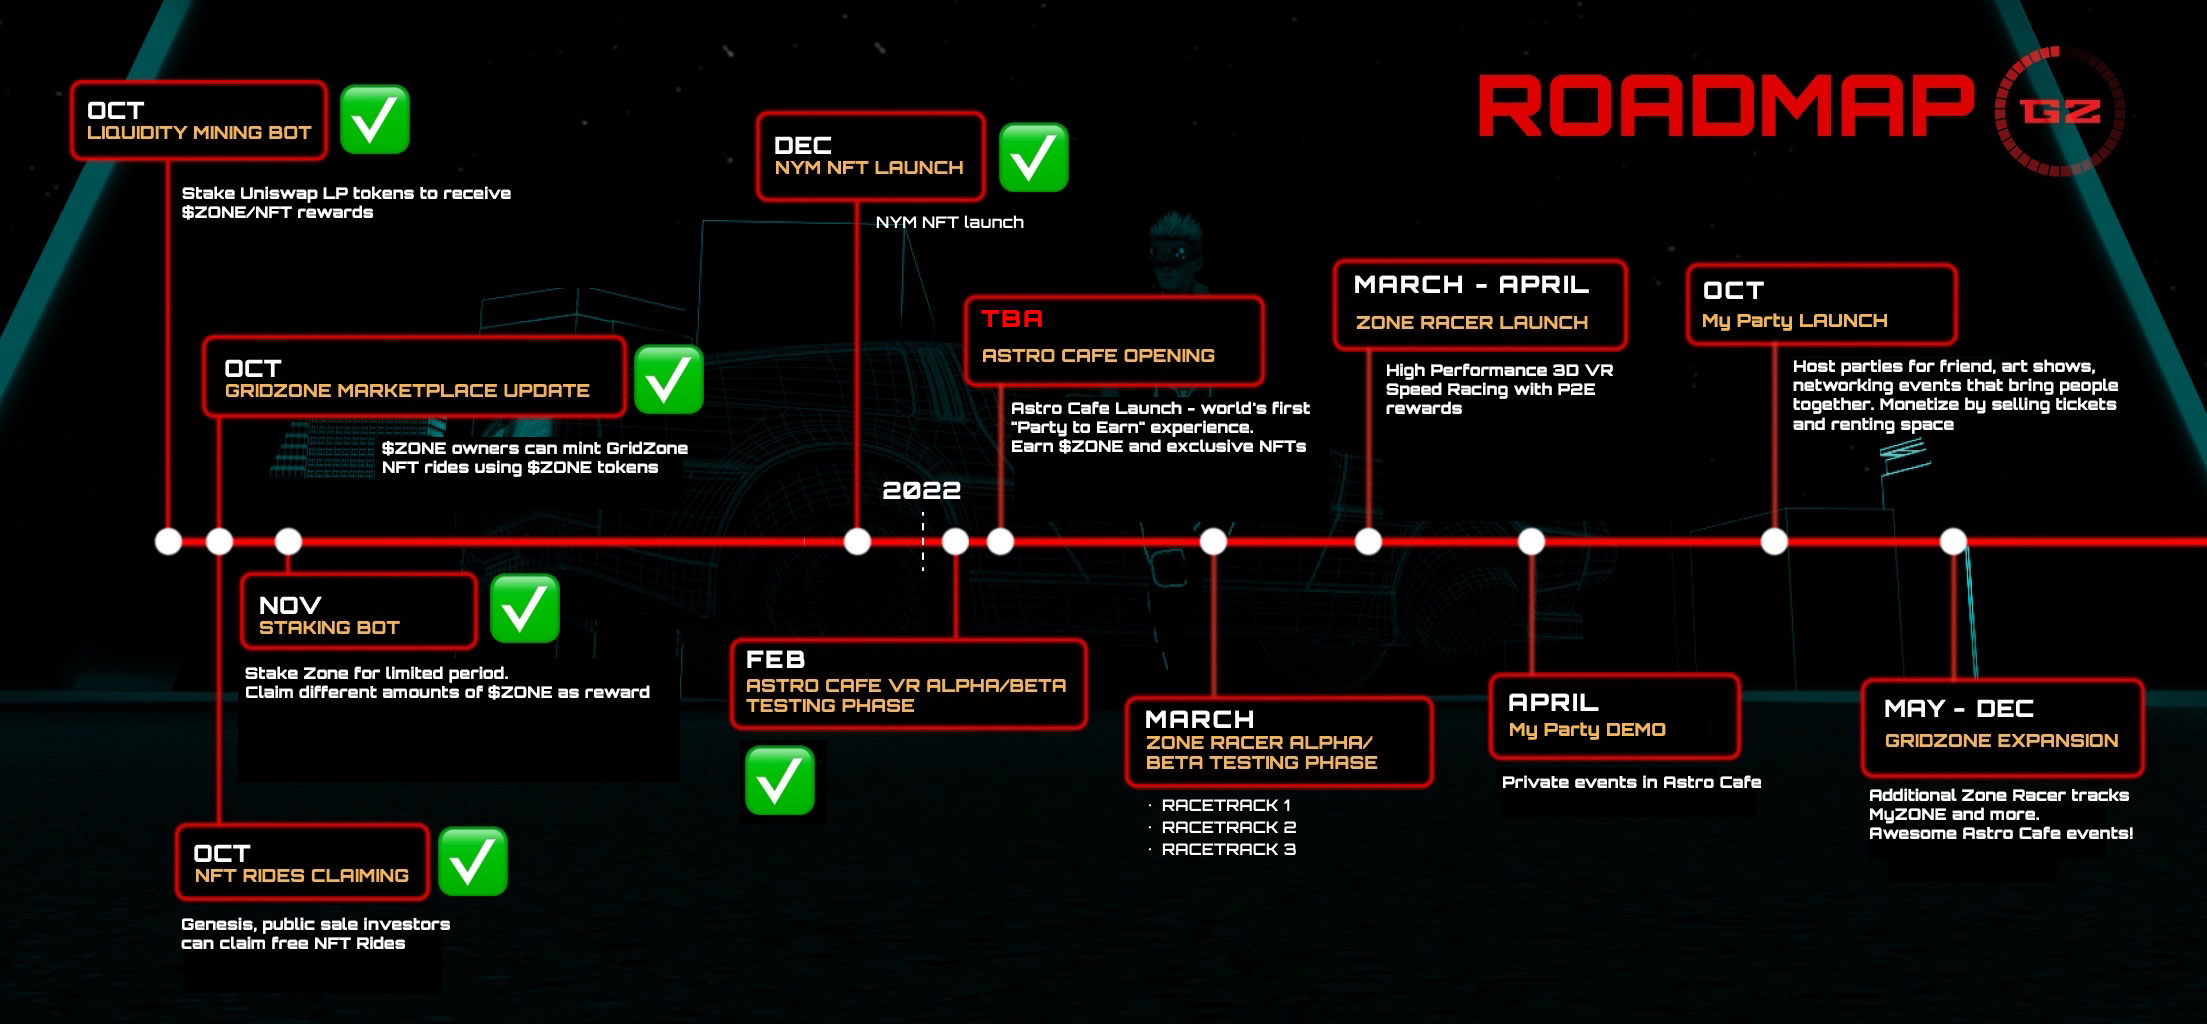 ROADMAP
GZ
OCT
LIQUIDITY MINING BOT
Stake Uniswap LP tokens to receive
$ZONE/NFT rewards
OCT
GRIDZONE MARKETPLACE UPDATE
$ZONE owners can mint GridZone
NFT rides using $ZONE tokens
NOV
STAKING BOT
Stake Zone for limited period.
Claim different amounts of $ZONE as reward
OCT
NFT RIDES CLAIMING
Genesis, public sale investors
can claim free NFT Rides
DEC
NYM NFT LAUNCH
NYM NFT launch
2022
FEB
ASTRO CAFE VR ALPHA/BETA
TESTING PHASE
TBA
ASTRO CAFE OPENING
Astro Cafe Launch - world's first
"Party to Earn" experience.
Earn $ZONE and exclusive NFTs
MARCH
ZONE RACER ALPHA/
BETA TESTING PHASE
· RACETRACK 1
· RACETRACK 2
· RACETRACK 3
MARCH - APRIL
ZONE RACER LAUNCH
High Performance 3D VR
Speed Racing with P2E
rewards
APRIL
My Party DEMO
Private events in Astro Cafe
OCT
My Party LAUNCH
Host parties for friend, art shows,
networking events that bring people
together. Monetize by selling tickets
and renting space
MAY - DEC
GRIDZONE EXPANSION
Additional Zone Racer tracks
MyZONE and more.
Awesome Astro Cafe events!